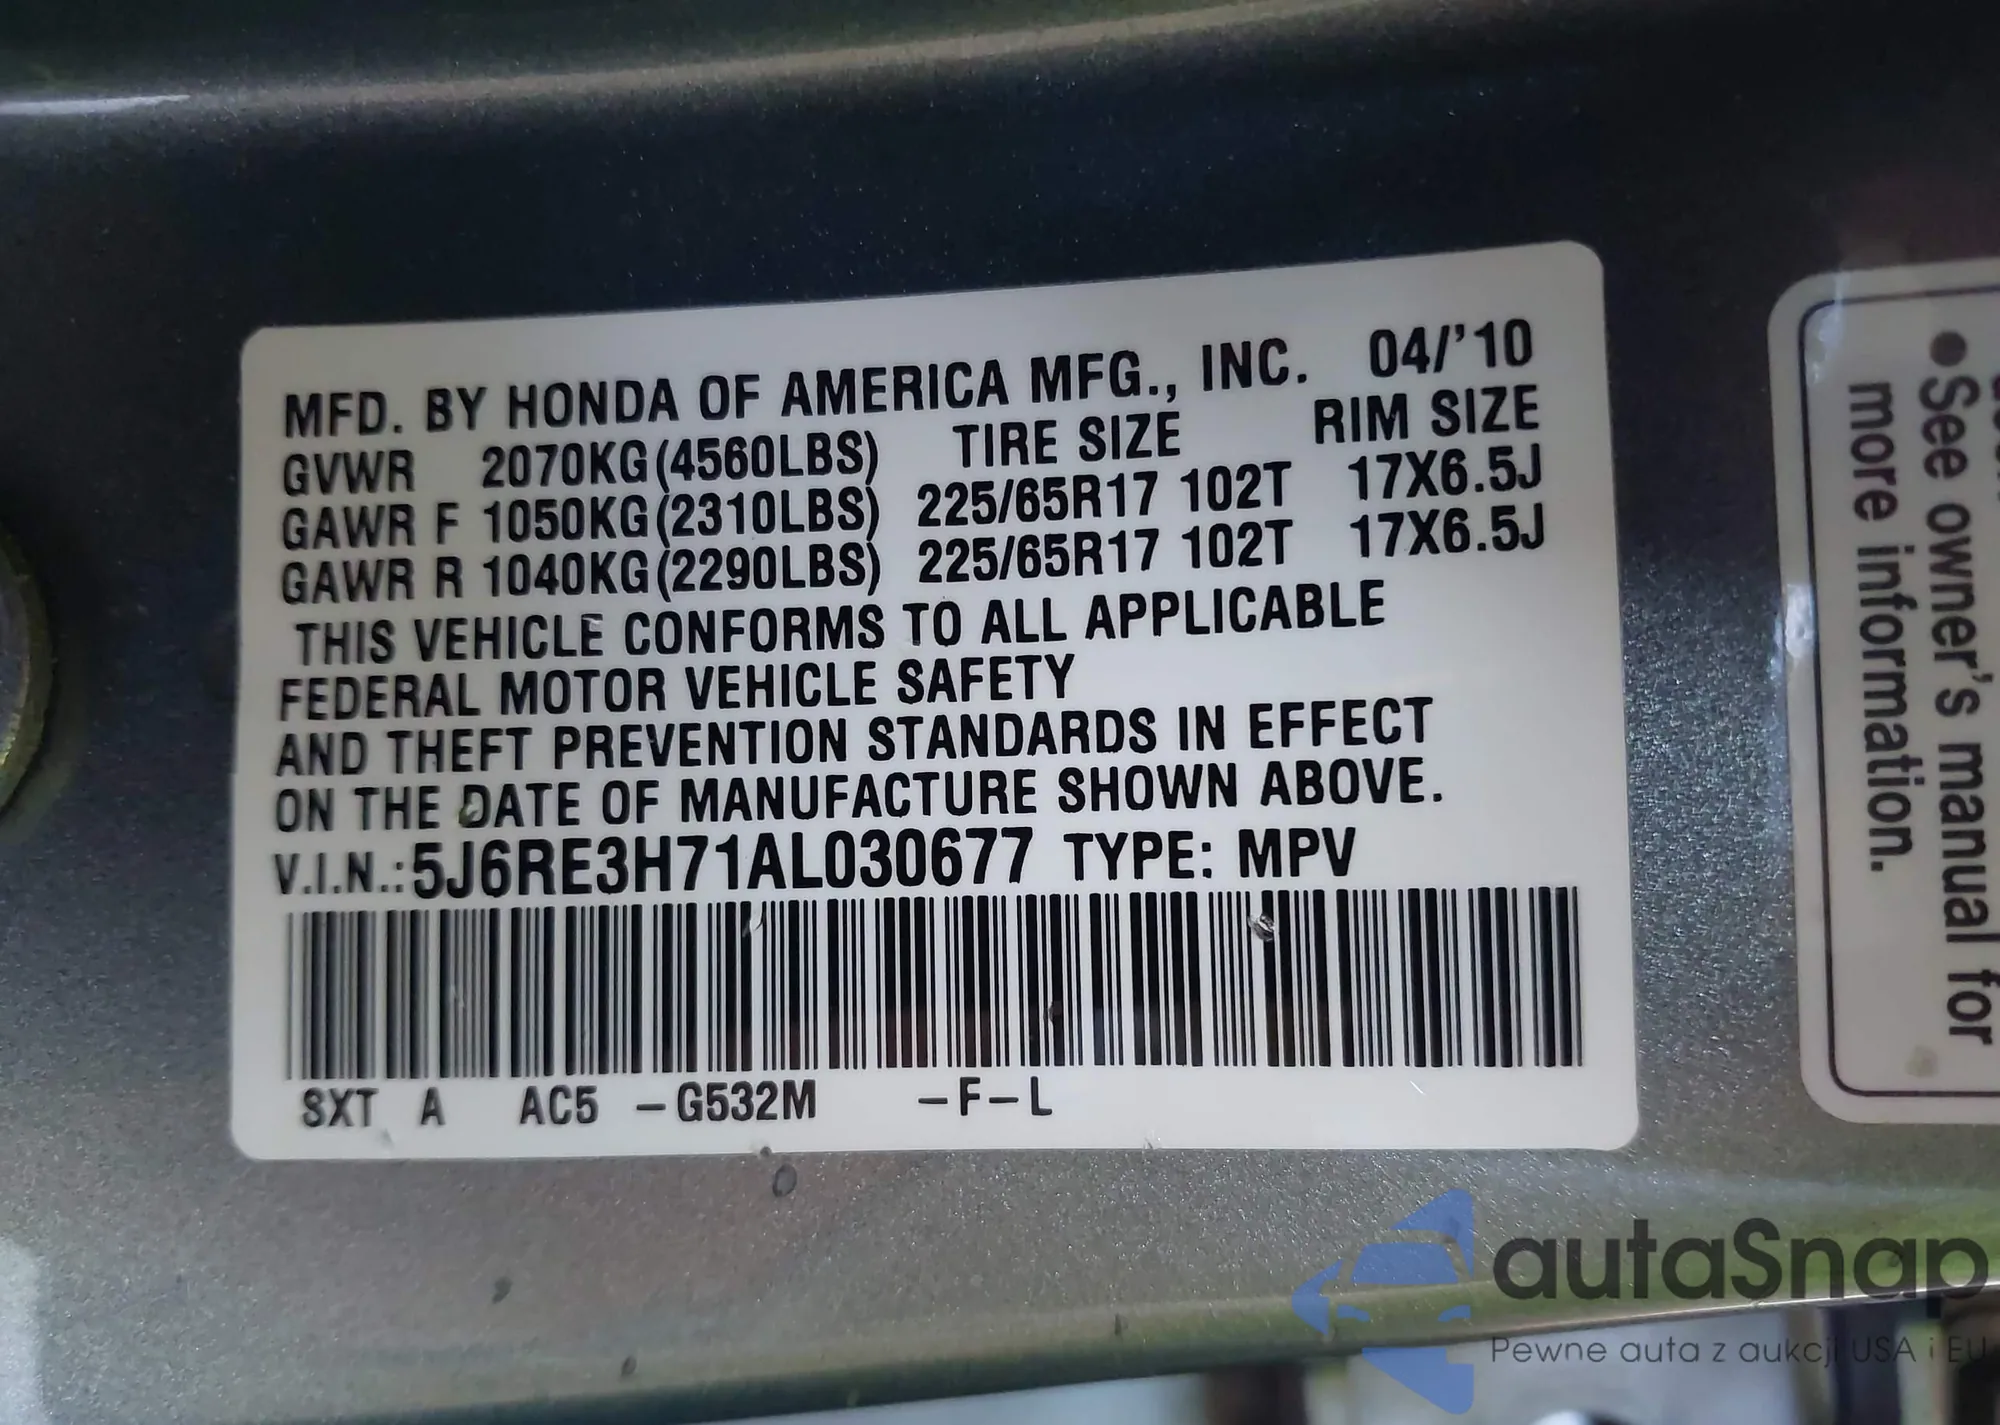 MFD. BY HONDA OF AMERICA MFG., INC. 04/'10
GVWR 2070KG(4560LBS) TIRE SIZE RIM SIZE
GAWR F 1050KG(2310LBS) 225/65R17 102T 17X6.5J
GAWR R 1040KG(2290LBS) 225/65R17 102T 17X6.5J
THIS VEHICLE CONFORMS TO ALL APPLICABLE
FEDERAL MOTOR VEHICLE SAFETY
AND THEFT PREVENTION STANDARDS IN EFFECT
ON THE DATE OF MANUFACTURE SHOWN ABOVE.
V.I.N.:5J6RE3H71AL030677 TYPE: MPV
SXT A AC5 -G532M -F-L
●See owner's manual for
more information.
autaSnap
Pewne auta z aukcji USA i EU